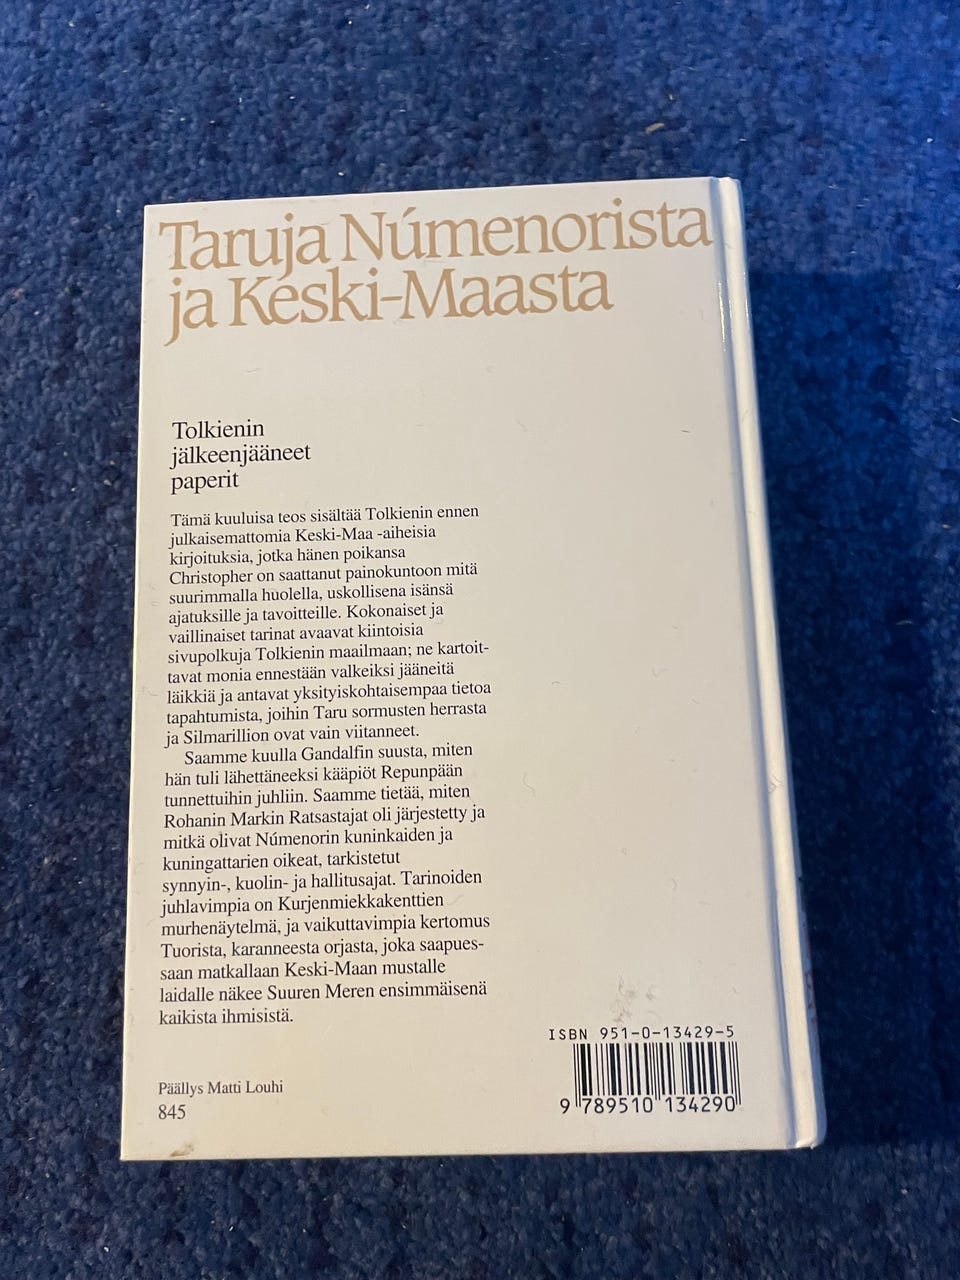 Taruja Númenorista
ja Keski-Maasta
Tolkienin
jälkeenjääneet
paperit
Tämä kuuluisa teos sisältää Tolkienin ennen
julkaisemattomia Keski-Maa -aiheisia
kirjoituksia, jotka hänen poikansa
Christopher on saattanut painokuntoon mitä
suurimmalla huolella, uskollisena isänsä
ajatuksille ja tavoitteille. Kokonaiset ja
vaillinaiset tarinat avaavat kiintoisia
sivupolkuja Tolkienin maailmaan; ne kartoit-
tavat monia ennestään valkeiksi jääneitä
läikkiä ja antavat yksityiskohtaisempaa tietoa
tapahtumista, joihin Taru sormusten herrasta
ja Silmarillion ovat vain viitanneet.
Saamme kuulla Gandalfin suusta, miten
hän tuli lähettäneeksi kääpiöt Repunpään
tunnettuihin juhliin. Saamme tietää, miten
Rohanin Markin Ratsastajat oli järjestetty ja
mitkä olivat Númenorin kuninkaiden ja
kuningattarien oikeat, tarkistetut
synnyin-, kuolin- ja hallitusajat. Tarinoiden
juhlavimpia on Kurjenmiekkakenttien
murhenäytelmä, ja vaikuttavimpia kertomus
Tuorista, karanneesta orjasta, joka saapues-
saan matkallaan Keski-Maan mustalle
laidalle näkee Suuren Meren ensimmäisenä
kaikista ihmisistä.
ISBN 951-0-13429-5
9 789510 134290
Päällys Matti Louhi
845